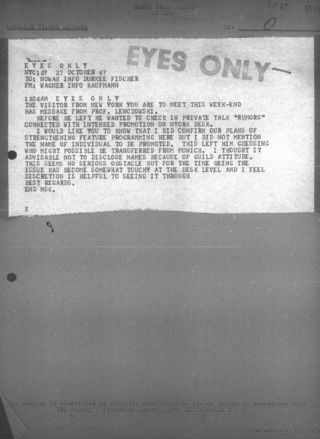 EYES ONLY
EYES ONLY
NYC107 27 OCTOBER 67
TO: NOWAK INFO DURKEE FISCHER
FM: WAGNER INFO KAUFMANN
1036AM EYES ONLY
THE VISITOR FROM NEW YORK YOU ARE TO MEET THIS WEEK-END
HAS MESSAGE FROM PROF. LENCZOWSKI.
BEFORE HE LEFT HE WANTED TO CHECK IN PRIVATE TALK "RUMORS"
CONNECTED WITH INTENDED PROMOTION ON NYORK DESK.
I WOULD LIKE YOU TO KNOW THAT I DID CONFIRM OUR PLANS OF
STRENGTHENING FEATURE PROGRAMMING HERE BUT I DID NOT MENTION
THE NAME OF INDIVIDUAL TO BE PROMOTED. THIS LEFT HIM GUESSING
WHO MIGHT POSSIBLE BE TRANSFERED FROM MUNICH. I THOUGHT IT
ADVISABLE NOT TO DISCLOSE NAMES BECAUSE OF GUILD ATTITUDE.
THIS SEEMS NO SERIOUS OBSTACLE BUT FOR THE TIME BEING THE
ISSUE HAS BECOME SOMEWHAT TOUCHY AT THE DESK LEVEL AND I FEEL
DISCRETION IS HELPFUL TO SEEING IT THROUGH
BEST REGARDS.
END MSG.
X